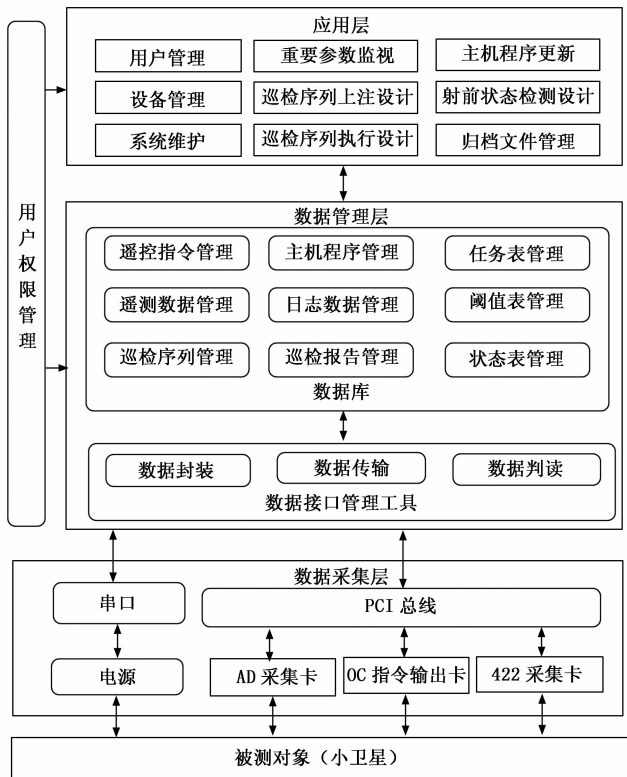 应用层
用户管理
重要参数监视
主机程序更新
设备管理
巡检序列上注设计
射前状态检测设计
系统维护
巡检序列执行设计
归档文件管理
用户权限管理
数据管理层
遥控指令管理
主机程序管理
任务表管理
遥测数据管理
日志数据管理
阈值表管理
巡检序列管理
巡检报告管理
状态表管理
数据库
数据封装
数据传输
数据判读
数据接口管理工具
数据采集层
串口
PCI 总线
电源
AD 采集卡
OC 指令输出卡
422 采集卡
被测对象（小卫星）